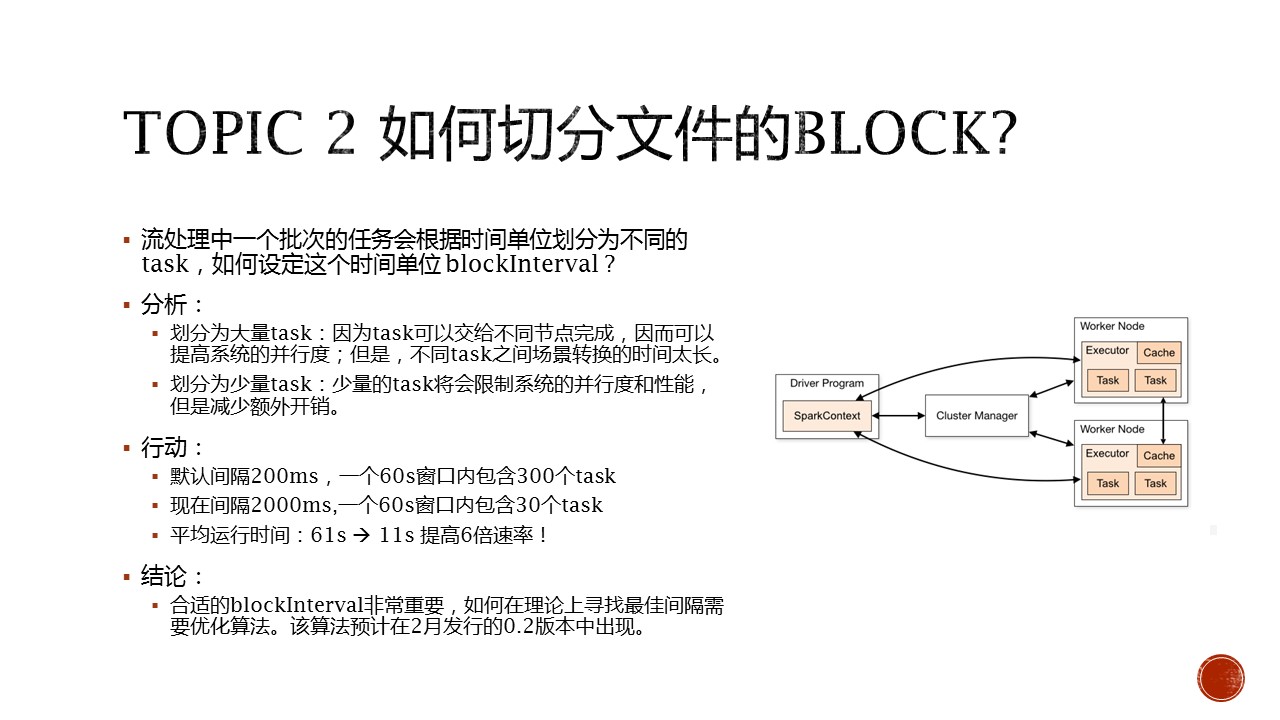 TOPIC 2 如何切分文件的BLOCK?
流处理中一个批次的任务会根据时间单位划分为不同的
task，如何设定这个时间单位 blockInterval？
分析：
划分为大量task：因为task可以交给不同节点完成，因而可以
提高系统的并行度；但是，不同task之间场景转换的时间太长。
划分为少量task：少量的task将会限制系统的并行度和性能，
但是减少额外开销。
行动：
默认间隔200ms，一个60s窗口内包含300个task
现在间隔2000ms,一个60s窗口内包含30个task
平均运行时间：61s → 11s 提高6倍速率！
结论：
合适的blockInterval非常重要，如何在理论上寻找最佳间隔需
要优化算法。该算法预计在2月发行的0.2版本中出现。
Driver Program
SparkContext
Cluster Manager
Worker Node
Executor
Cache
Task
Task
Worker Node
Executor
Cache
Task
Task